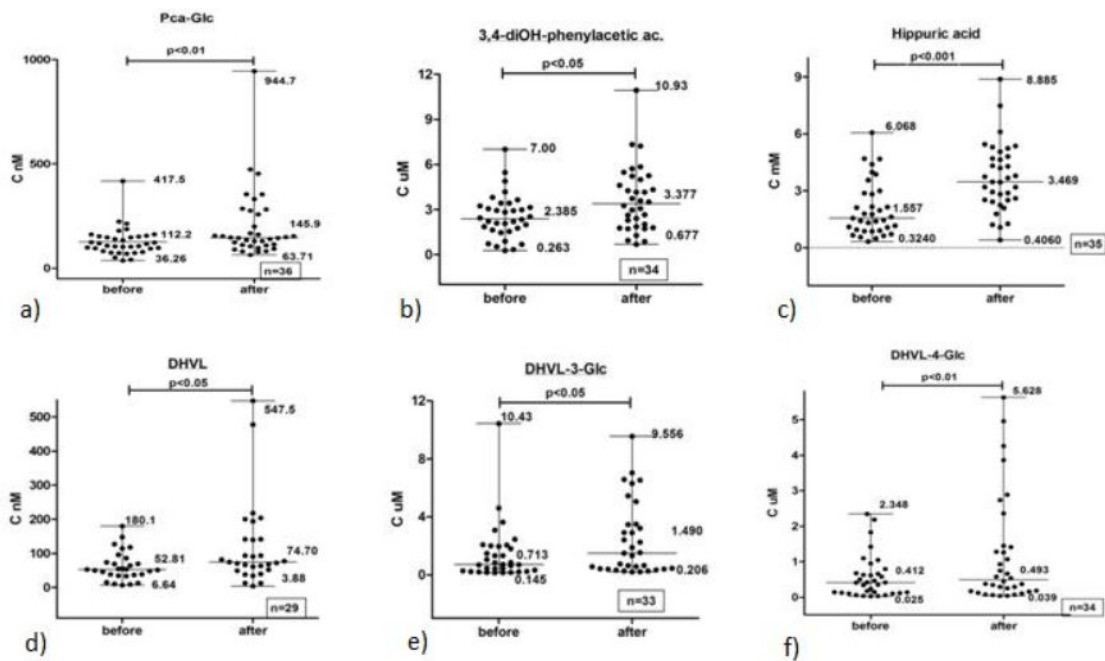 Pca-Glc
p<0.01
1000
944.7
C nM
500
417.5
112.2
145.9
36.26
63.71
0
n=36
before
after
a)
3,4-diOH-phenylacetic ac.
p<0.05
12
10.93
C uM
8
7.00
4
2.385
3.377
0.263
0.677
0
n=34
before
after
b)
Hippuric acid
p<0.001
9
8.885
C mM
6
6.068
3
1.557
3.469
0.3240
0.4060
0
n=35
before
after
c)
DHVL
p<0.05
500
547.5
400
C nM
300
200
180.1
100
52.81
74.70
6.64
3.88
0
n=29
before
after
d)
DHVL-3-Glc
p<0.05
12
10.43
9.556
C uM
8
4
0.713
1.490
0.145
0.206
0
n=33
before
after
e)
DHVL-4-Glc
p<0.01
5.628
5
4
C uM
3
2.348
2
1
0.412
0.493
0.025
0.039
0
n=34
before
after
f)